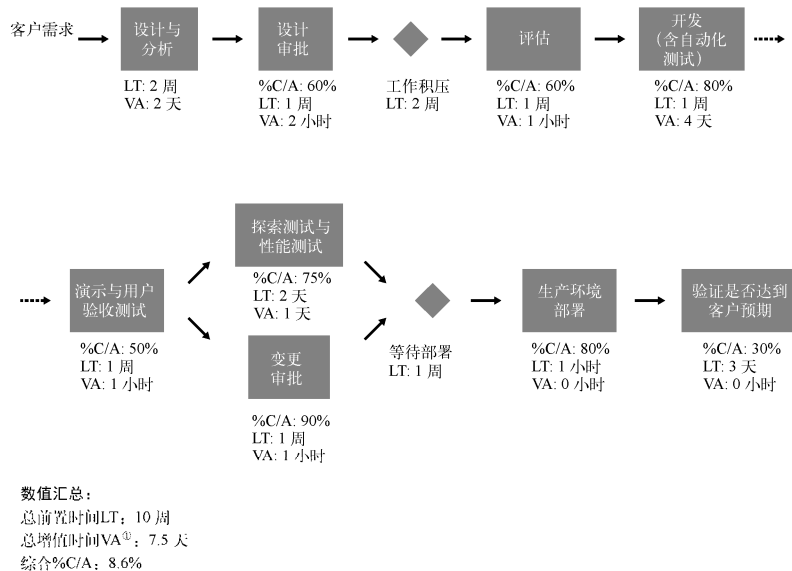 客户需求
设计与
分析
LT: 2 周
VA: 2 天
设计
审批
%C/A: 60%
LT: 1 周
VA: 2 小时
工作积压
LT: 2 周
评估
%C/A: 60%
LT: 1 周
VA: 1 小时
开发
（含自动化
测试）
%C/A: 80%
LT: 1 周
VA: 4 天
演示与用户
验收测试
%C/A: 50%
LT: 1 周
VA: 1 小时
探索测试与
性能测试
%C/A: 75%
LT: 2 天
VA: 1 天
变更
审批
%C/A: 90%
LT: 1 周
VA: 1 小时
等待部署
LT: 1 周
生产环境
部署
%C/A: 80%
LT: 1 小时
VA: 0 小时
验证是否达到
客户预期
%C/A: 30%
LT: 3 天
VA: 0 小时
数值汇总：
总前置时间LT：10 周
总增值时间VA①：7.5 天
综合%C/A：8.6%